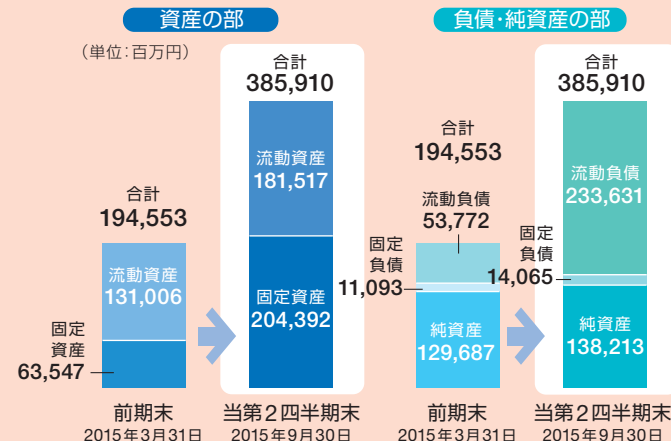 資産の部
(単位:百万円)
合計
194,553
流動資産
131,006
固定
資産
63,547
前期末
2015年3月31日
合計
385,910
流動資産
181,517
固定資産
204,392
当第2四半期末
2015年9月30日
負債・純資産の部
合計
194,553
流動負債
53,772
固定
負債
11,093
純資産
129,687
前期末
2015年3月31日
合計
385,910
流動負債
233,631
固定
負債
14,065
純資産
138,213
当第2四半期末
2015年9月30日